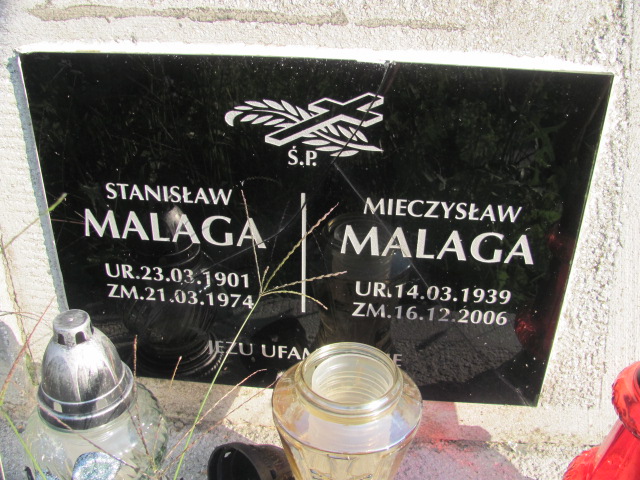 Ś.P.
STANISŁAW
MALAGA
UR.23.03.1901
ZM.21.03.1974
MIECZYSŁAW
MALAGA
UR.14.03.1939
ZM.16.12.2006
JEZU UFAM